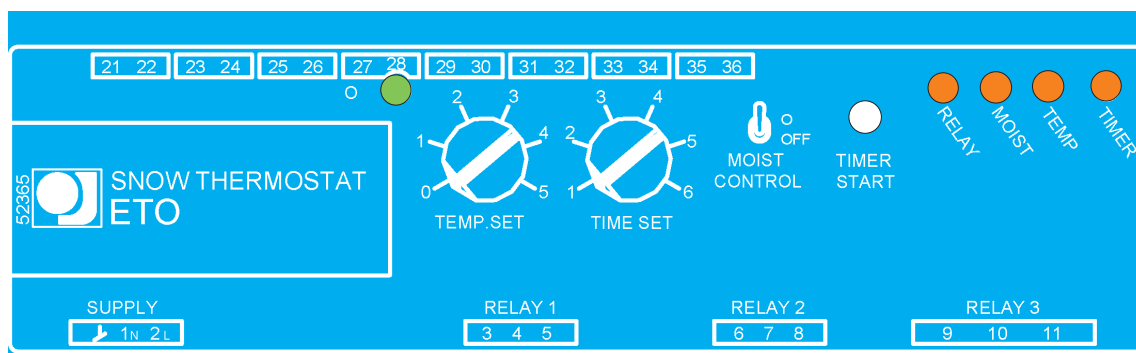 21 22 23 24 25 26 27 28 29 30 31 32 33 34 35 36
O
RELAY MOIST TEMP TIMER
0 1 2 3 4 5
TEMP.SET
1 2 3 4 5 6
TIME SET
O
OFF
MOIST
CONTROL
TIMER
START
52365
SNOW THERMOSTAT
ETO
SUPPLY
1N 2L
RELAY 1
3 4 5
RELAY 2
6 7 8
RELAY 3
9 10 11